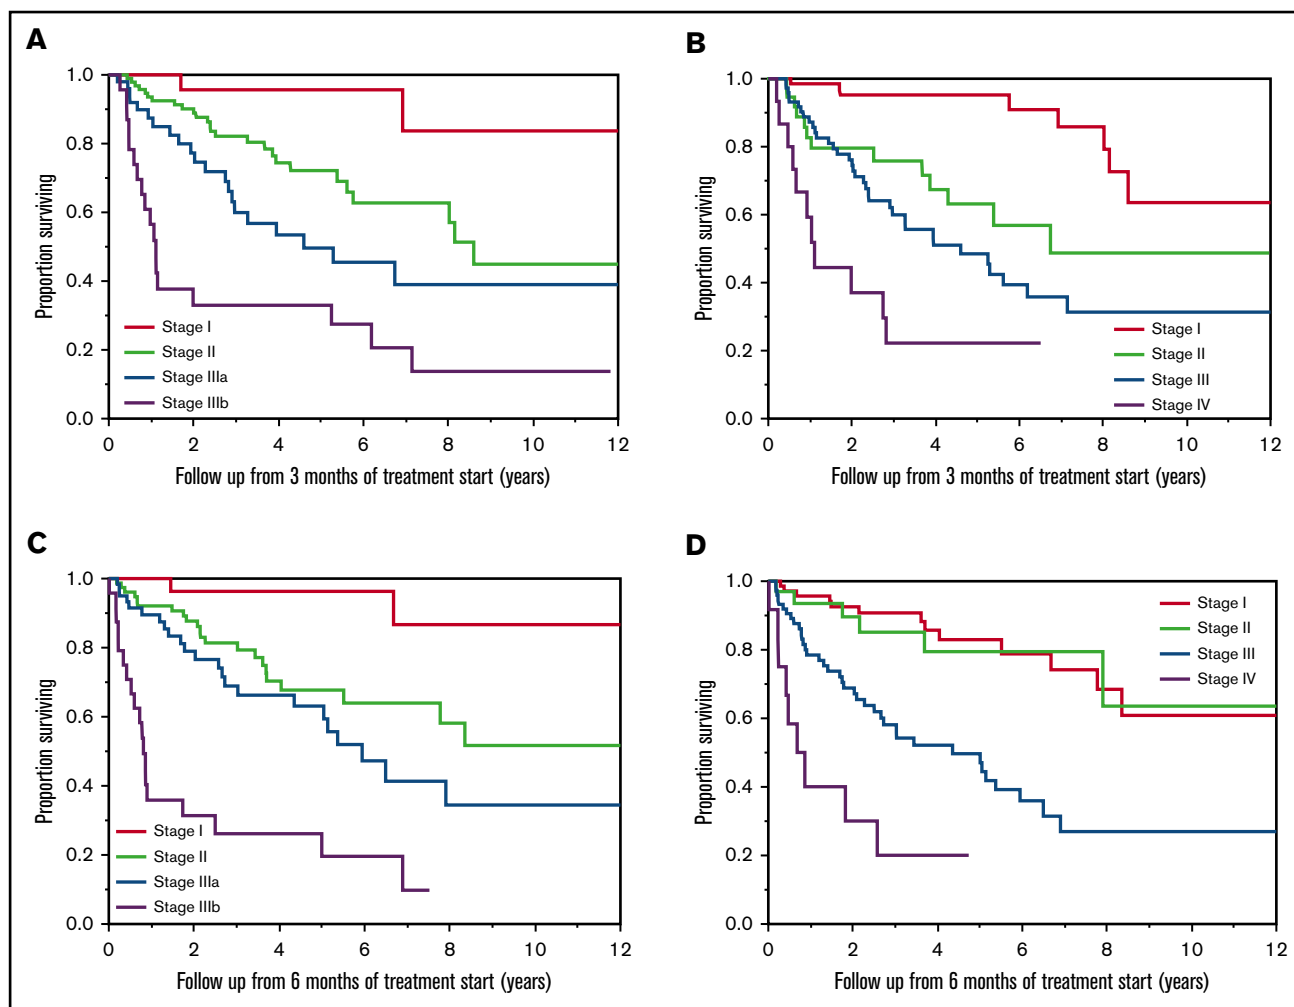 A
Proportion surviving
1.0
0.8
0.6
0.4
0.2
0.0
Stage I
Stage II
Stage IIIa
Stage IIIb
0 2 4 6 8 10 12
Follow up from 3 months of treatment start (years)
B
Proportion surviving
1.0
0.8
0.6
0.4
0.2
0.0
Stage I
Stage II
Stage III
Stage IV
0 2 4 6 8 10 12
Follow up from 3 months of treatment start (years)
C
Proportion surviving
1.0
0.8
0.6
0.4
0.2
0.0
Stage I
Stage II
Stage IIIa
Stage IIIb
0 2 4 6 8 10 12
Follow up from 6 months of treatment start (years)
D
Proportion surviving
1.0
0.8
0.6
0.4
0.2
0.0
Stage I
Stage II
Stage III
Stage IV
0 2 4 6 8 10 12
Follow up from 6 months of treatment start (years)